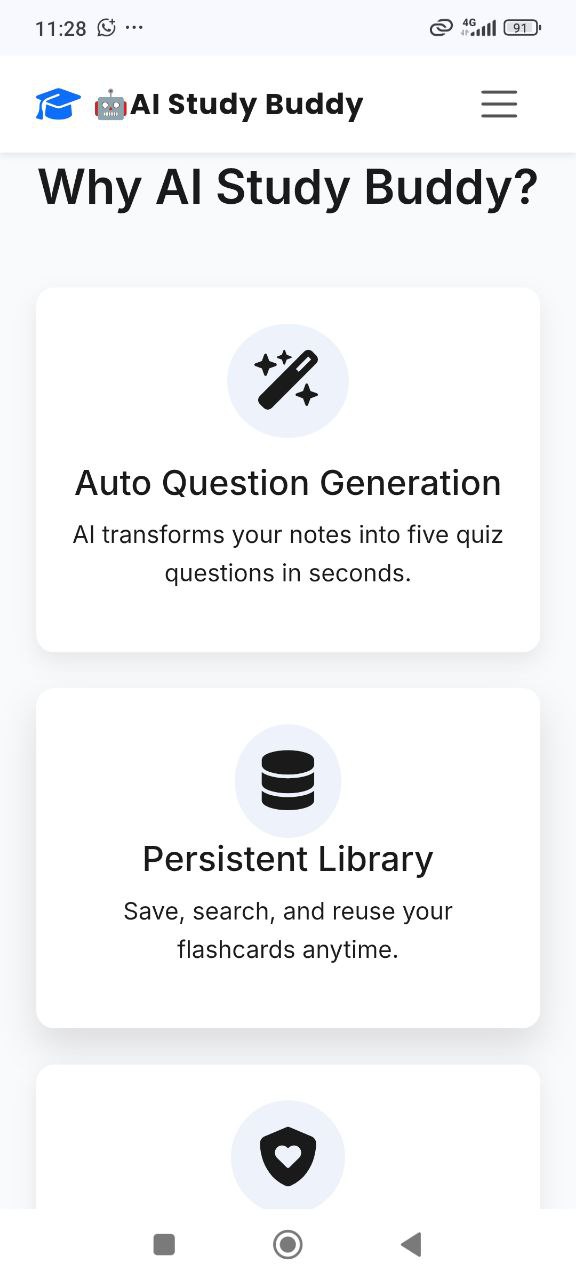 11:28
4G
91
AI Study Buddy
Why AI Study Buddy?
Auto Question Generation
AI transforms your notes into five quiz
questions in seconds.
Persistent Library
Save, search, and reuse your
flashcards anytime.